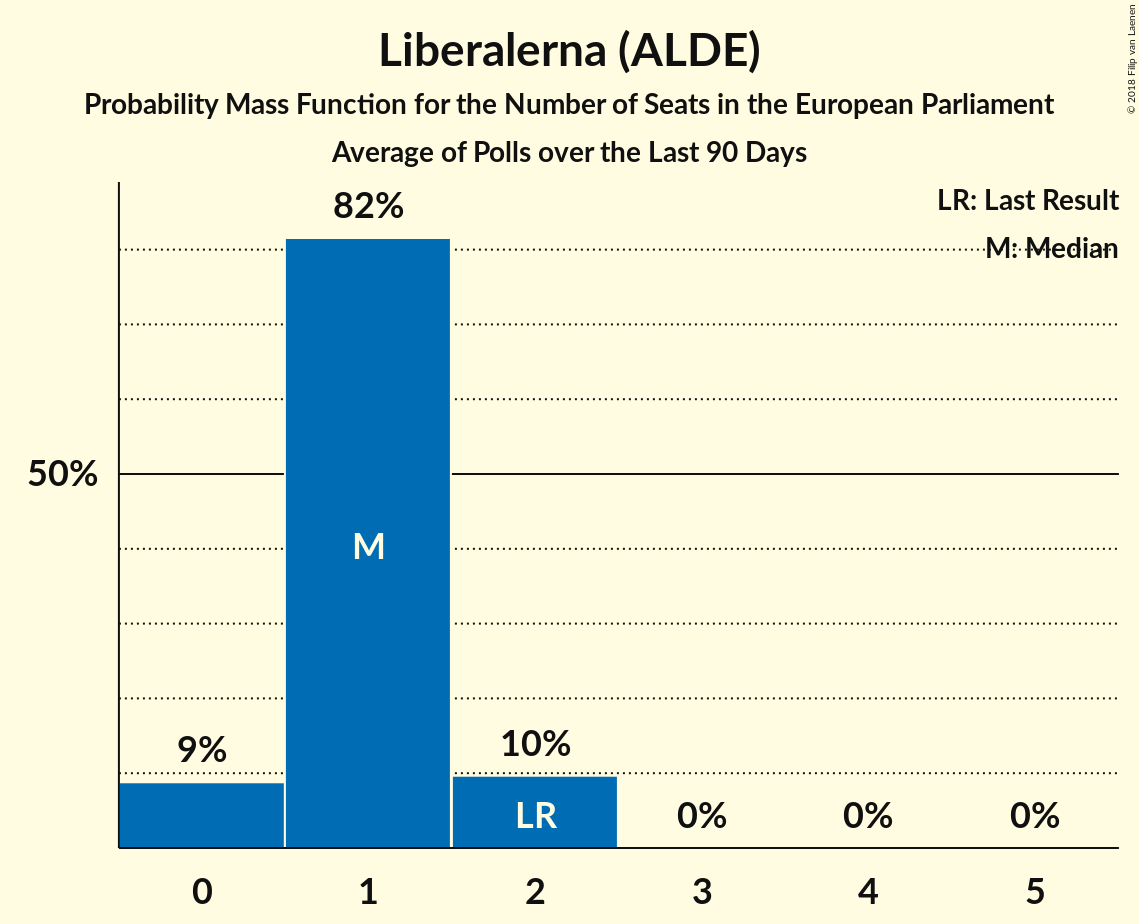 Liberalerna (ALDE)
Probability Mass Function for the Number of Seats in the European Parliament
Average of Polls over the Last 90 Days
© 2018 Filip van Laenen
LR: Last Result
M: Median
82%
50%
M
9%
10%
LR
0%
0%
0%
0
1
2
3
4
5